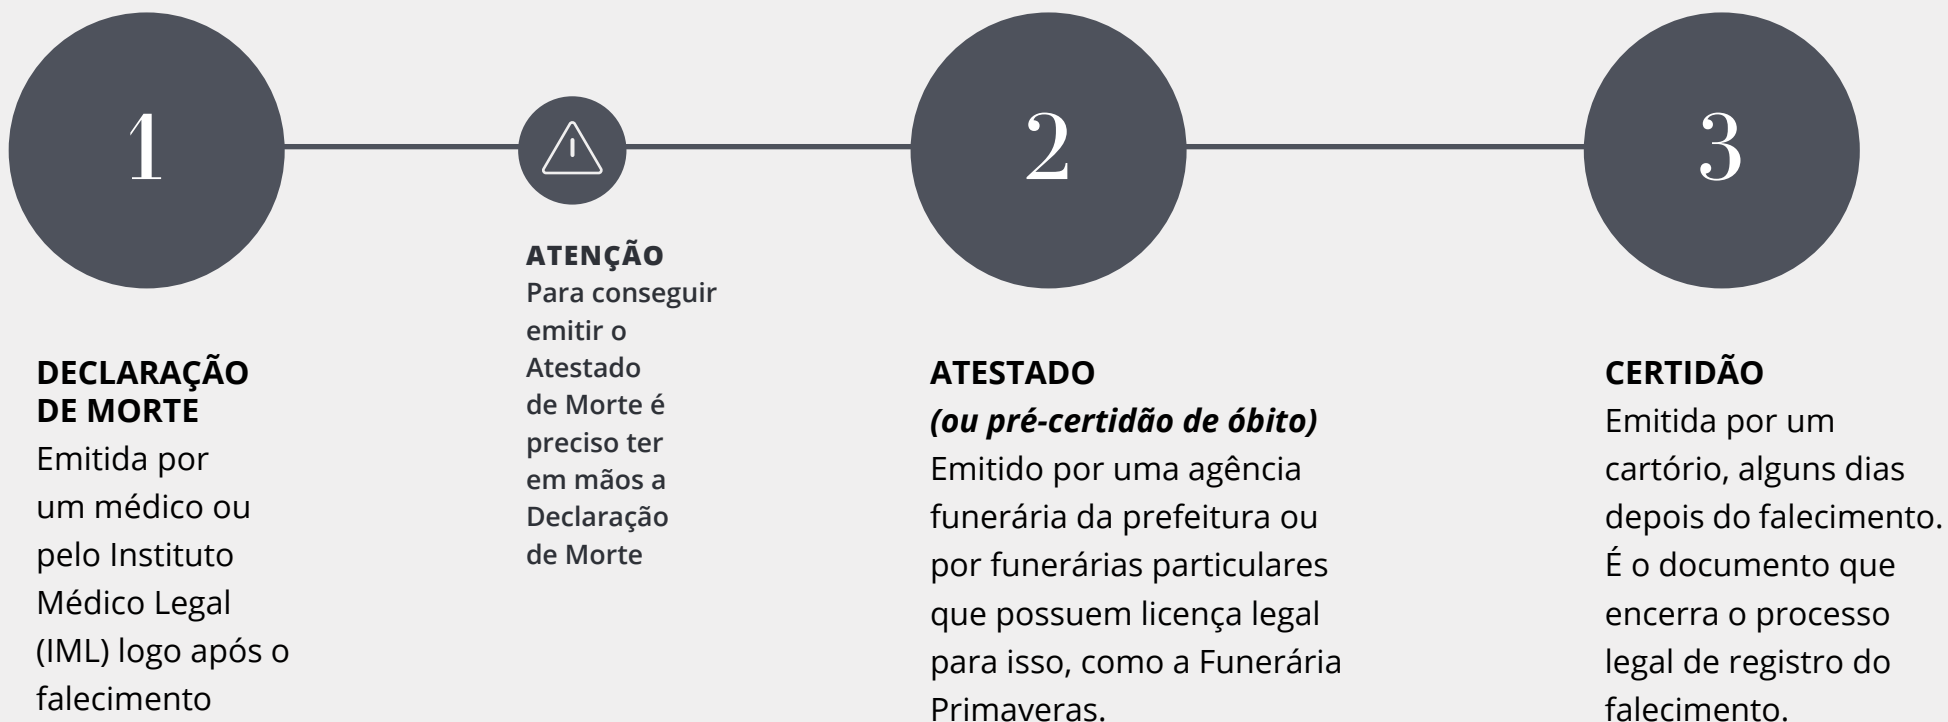 1
DECLARAÇÃO
DE MORTE
Emitida por
um médico ou
pelo Instituto
Médico Legal
(IML) logo após o
falecimento
ATENÇÃO
Para conseguir
emitir o
Atestado
de Morte é
preciso ter
em mãos a
Declaração
de Morte
2
ATESTADO
(ou pré-certidão de óbito)
Emitido por uma agência
funerária da prefeitura ou
por funerárias particulares
que possuem licença legal
para isso, como a Funerária
Primaveras.
3
CERTIDÃO
Emitida por um
cartório, alguns dias
depois do falecimento.
É o documento que
encerra o processo
legal de registro do
falecimento.